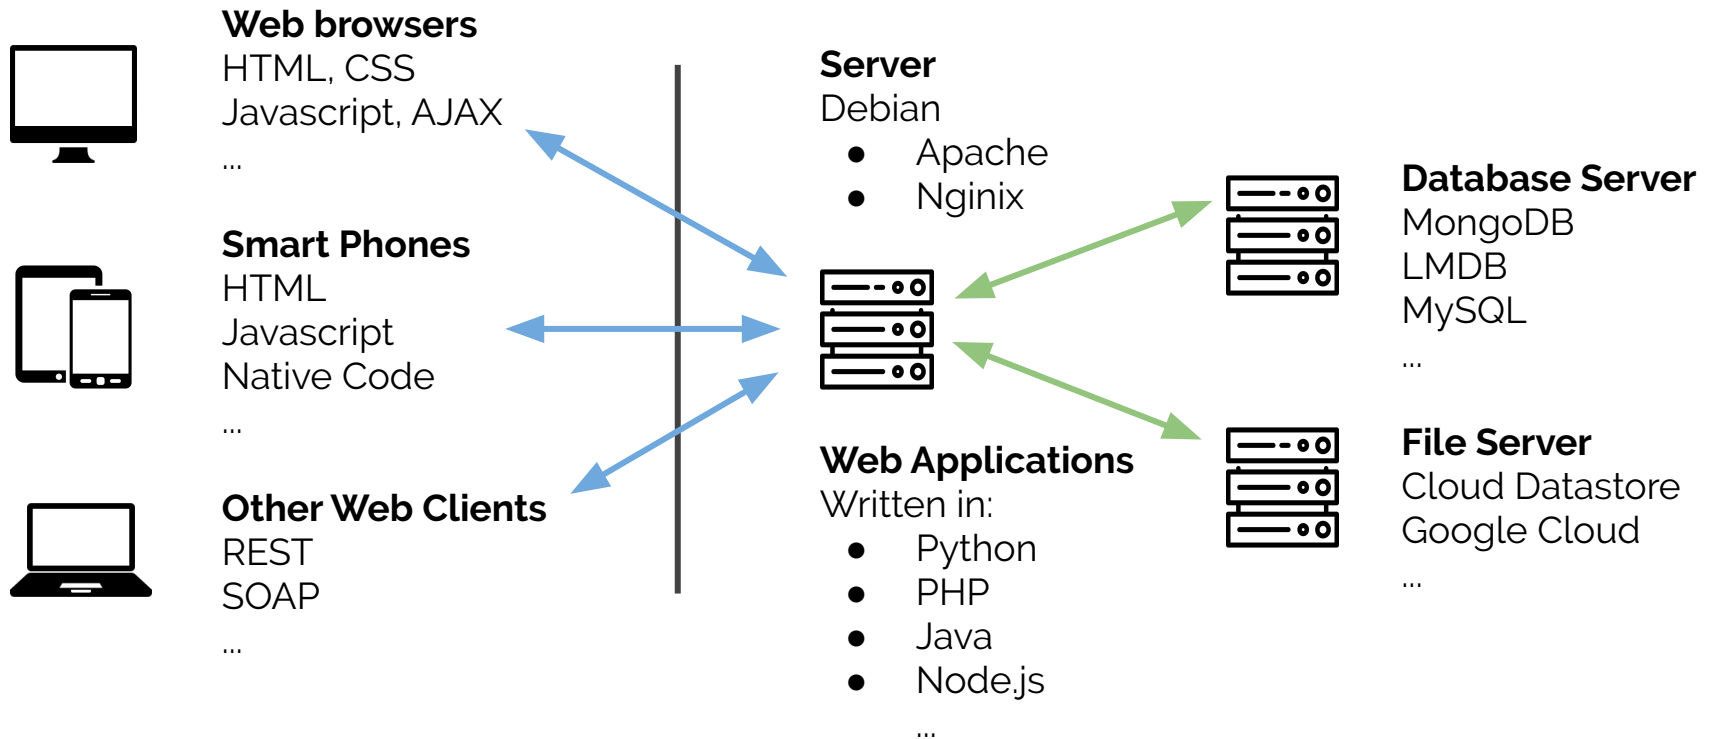 Web browsers
HTML, CSS
Javascript, AJAX
...
Smart Phones
HTML
Javascript
Native Code
...
Other Web Clients
REST
SOAP
...
Server
Debian
● Apache
● Nginix
Web Applications
Written in:
● Python
● PHP
● Java
● Node.js
...
Database Server
MongoDB
LMDB
MySQL
...
File Server
Cloud Datastore
Google Cloud
...